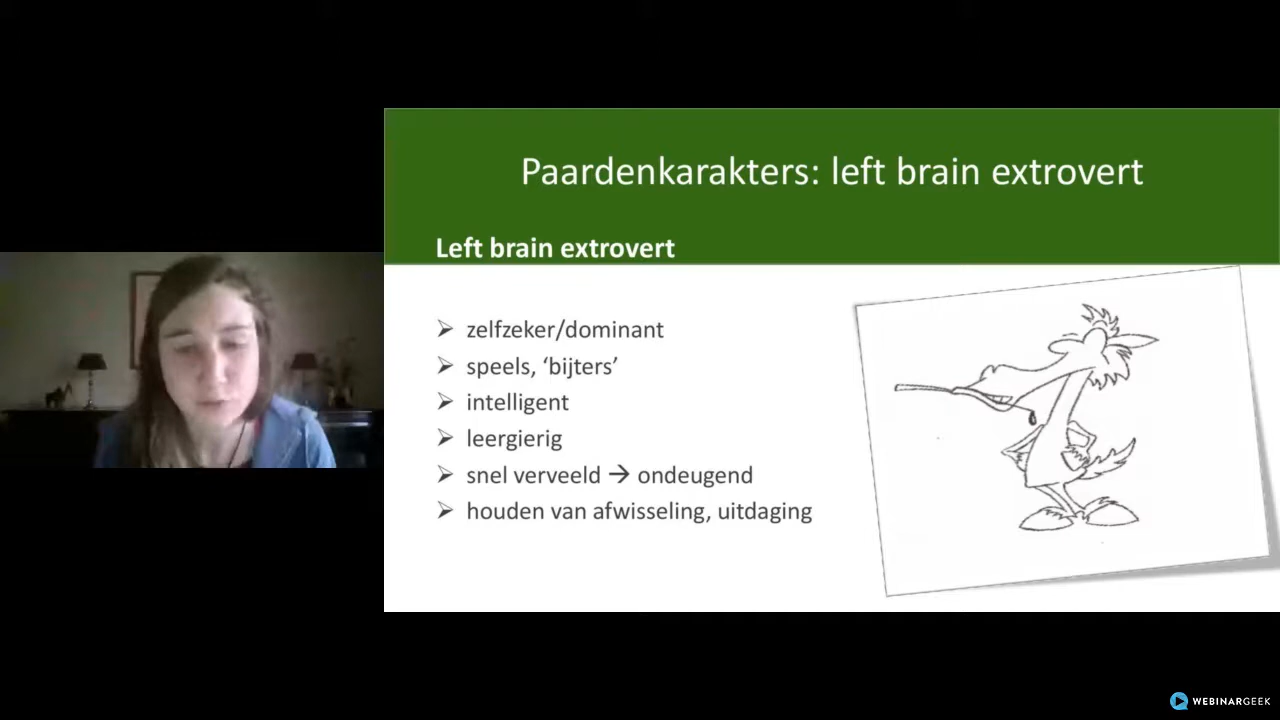 Paardenkarakters: left brain extrovert
Left brain extrovert
➢ zelfzeker/dominant
➢ speels, ‘bijters’
➢ intelligent
➢ leergierig
➢ snel verveeld → ondeugend
➢ houden van afwisseling, uitdaging
WEBINARGEEK